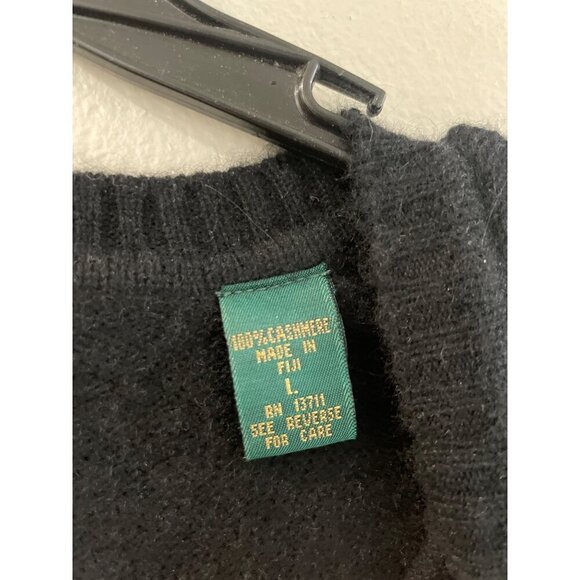 100% CASHMERE
MADE IN
FIJI
L
RN 13711
SEE REVERSE
FOR CARE